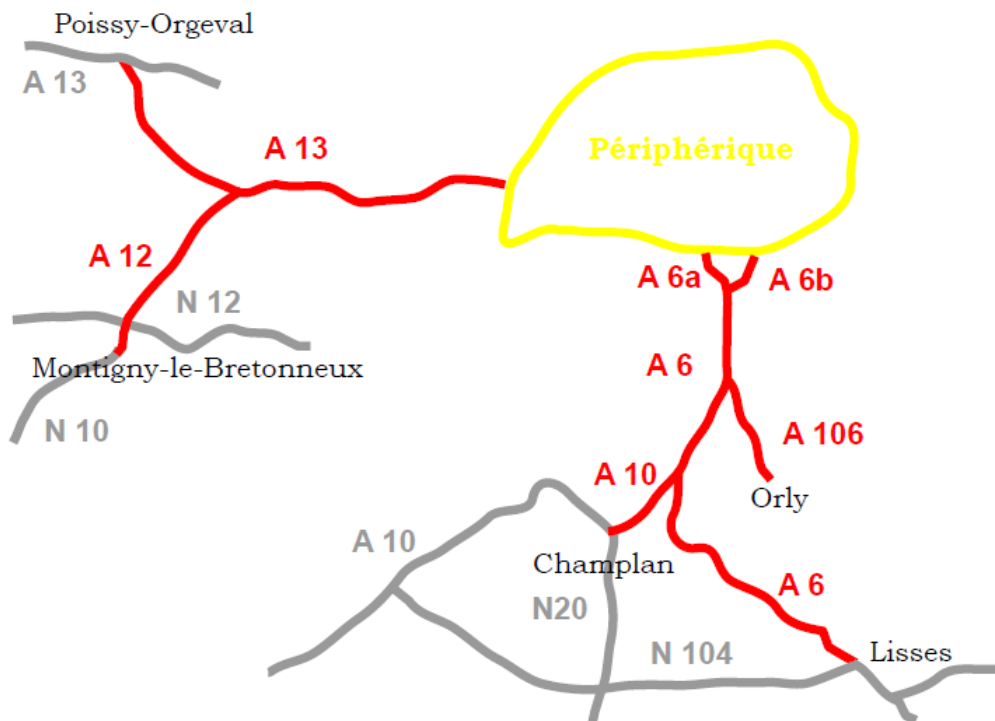 Poissy-Orgeval
A 13
A 13
Périphérique
A 12
A 6a
A 6b
N 12
Montigny-le-Bretonneux
A 6
N 10
A 106
A 10
Orly
A 10
Champlan
A 6
N20
N 104
Lisses